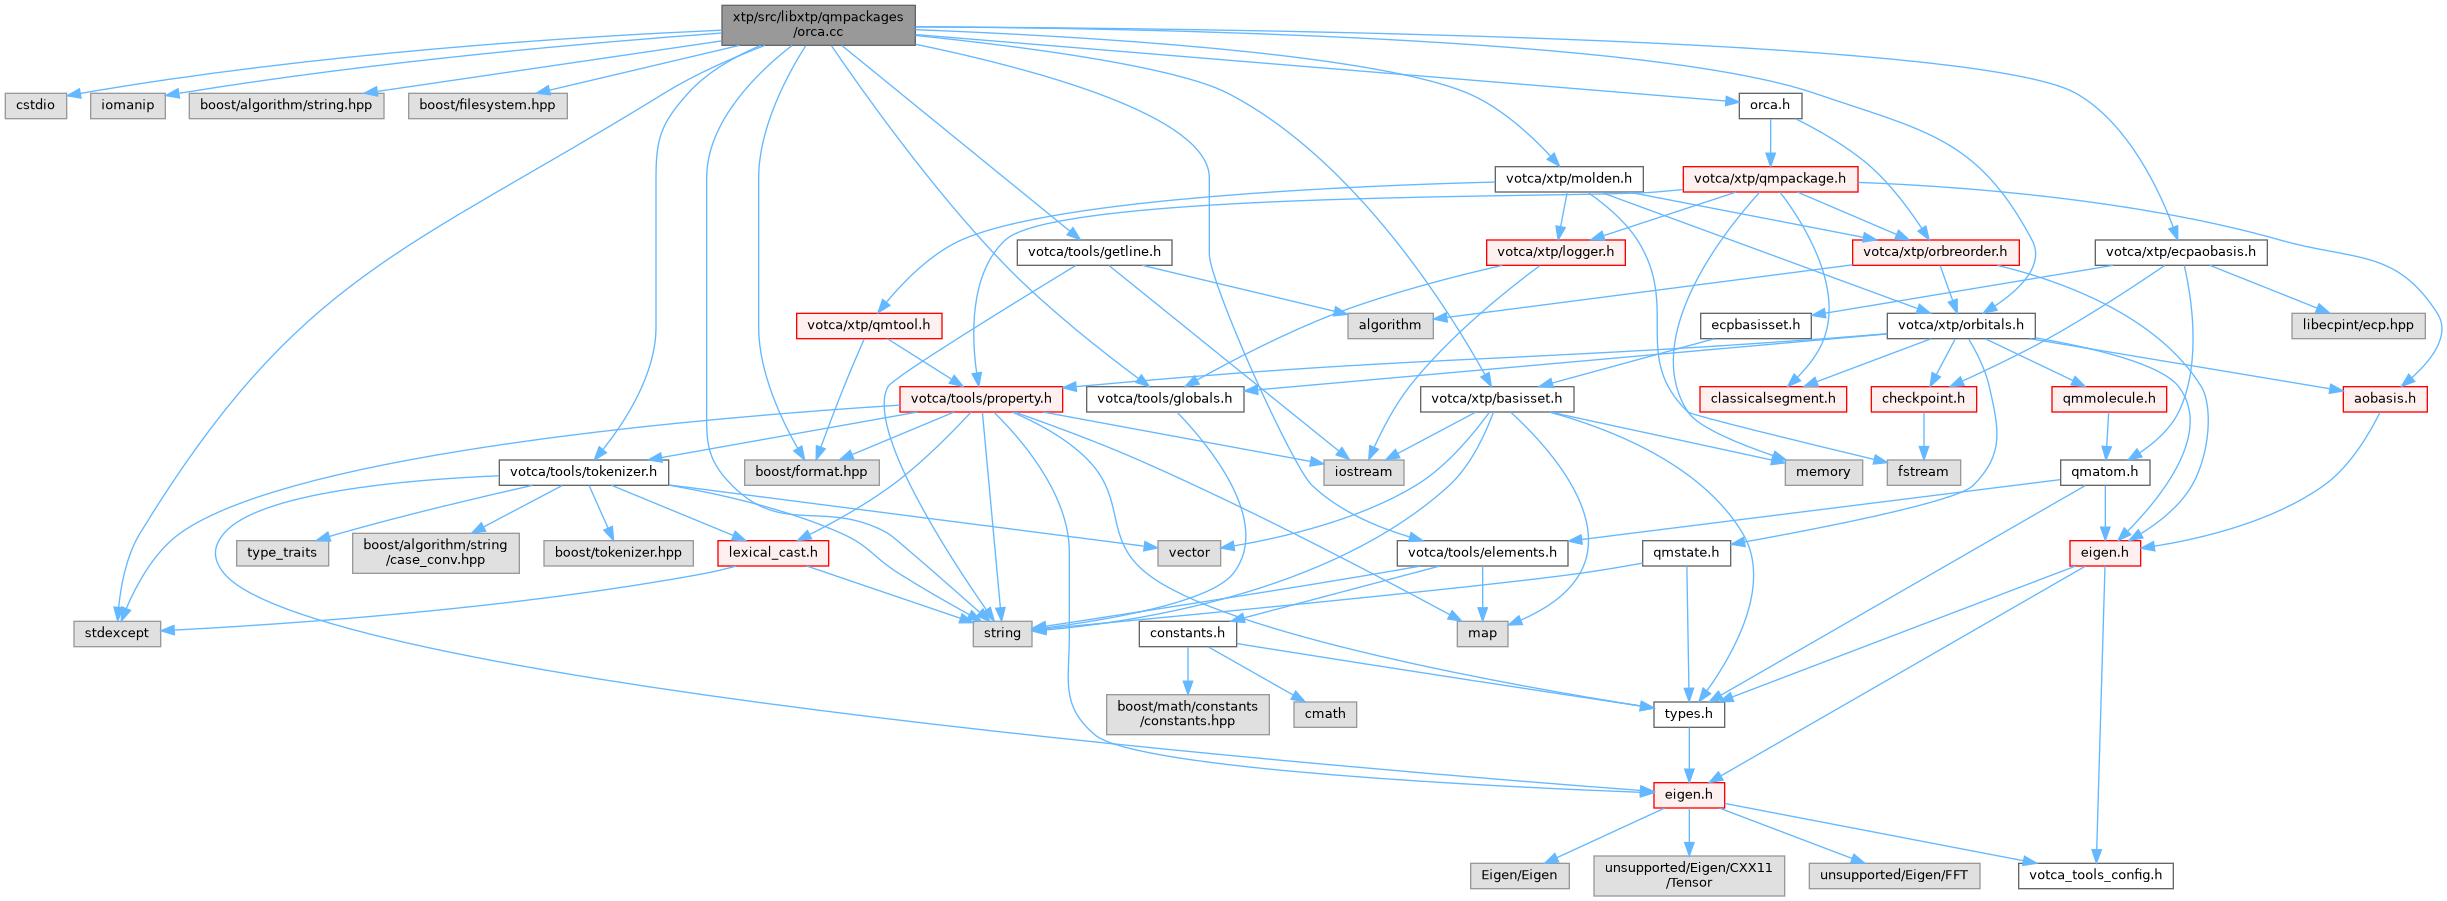 xtp/src/libxtp/qmpackages
/orca.cc
cstdio
iomanip
boost/algorithm/string.hpp
boost/filesystem.hpp
orca.h
votca/xtp/molden.h
votca/xtp/qmpackage.h
votca/tools/getline.h
votca/xtp/logger.h
votca/xtp/orbreorder.h
votca/xtp/ecpaobasis.h
votca/xtp/qmtool.h
algorithm
ecpbasisset.h
votca/xtp/orbitals.h
libecpint/ecp.hpp
votca/tools/property.h
votca/tools/globals.h
votca/xtp/basisset.h
classicalsegment.h
checkpoint.h
qmmolecule.h
aobasis.h
votca/tools/tokenizer.h
boost/format.hpp
iostream
memory
fstream
qmatom.h
type_traits
boost/algorithm/string
/case_conv.hpp
boost/tokenizer.hpp
lexical_cast.h
vector
votca/tools/elements.h
qmstate.h
eigen.h
stdexcept
string
constants.h
map
boost/math/constants
/constants.hpp
cmath
types.h
eigen.h
Eigen/Eigen
unsupported/Eigen/CXX11
/Tensor
unsupported/Eigen/FFT
votca_tools_config.h